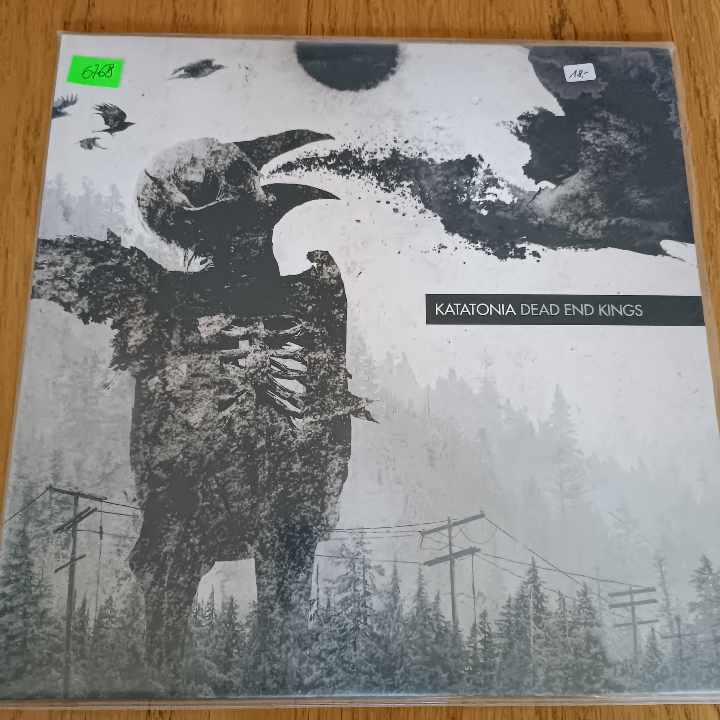 6768
18,-
KATATONIA DEAD END KINGS